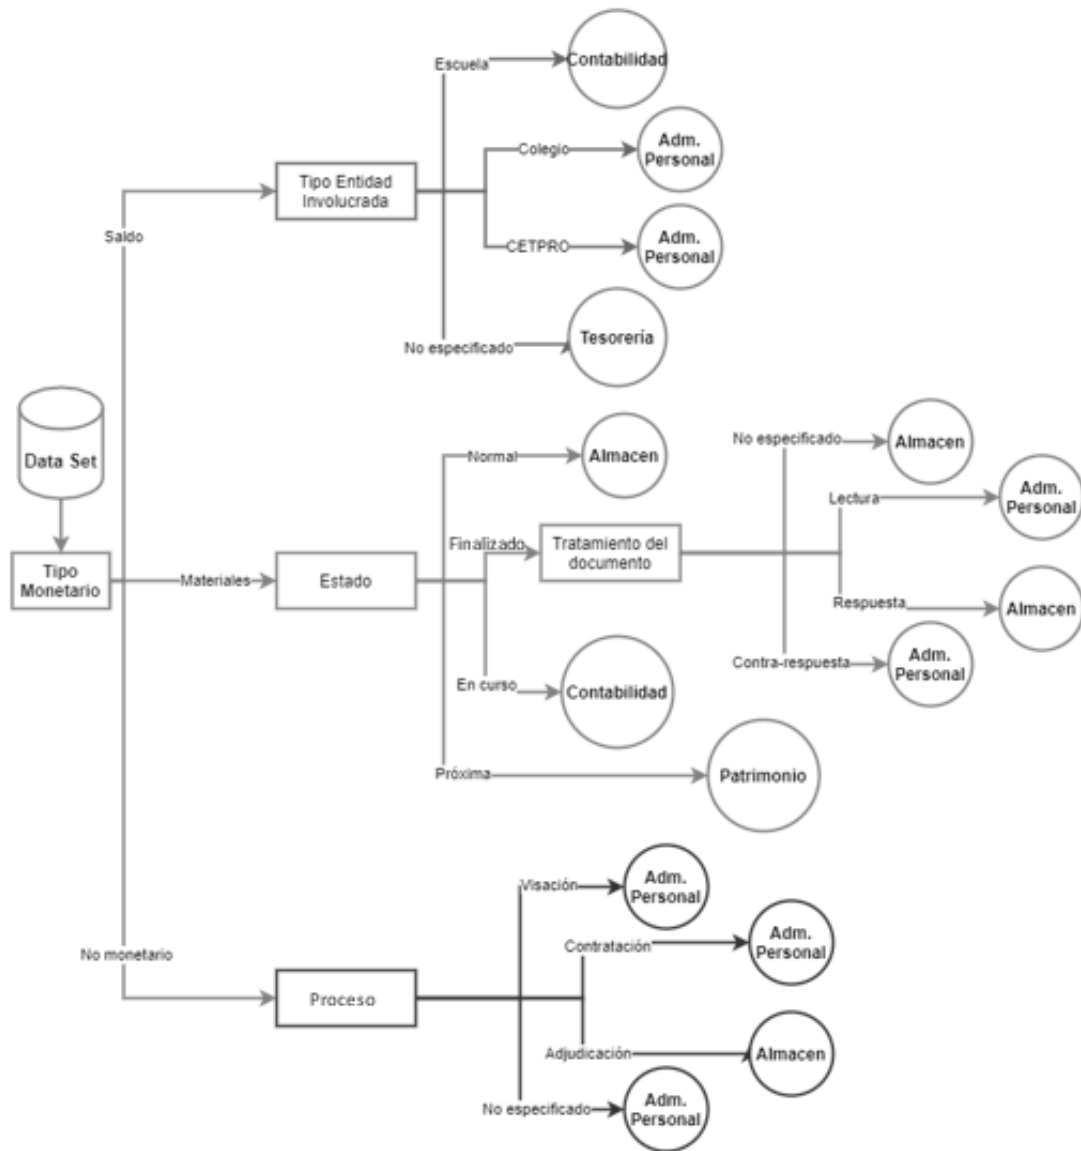 Escuela
Contabilidad
Colegio
Adm.
Personal
Tipo Entidad
Involucrada
Saldo
CETPRO
Adm.
Personal
No especificado
Tesorería
Data Set
Tipo
Monetario
Materiales
Estado
Normal
Almacen
Finalizado
Tratamiento del
documento
No especificado
Almacen
Lectura
Adm.
Personal
Respuesta
Almacen
Contra-respuesta
Adm.
Personal
En curso
Contabilidad
Próxima
Patrimonio
No monetario
Proceso
Visación
Adm.
Personal
Contratación
Adm.
Personal
Adjudicación
Almacen
No especificado
Adm.
Personal